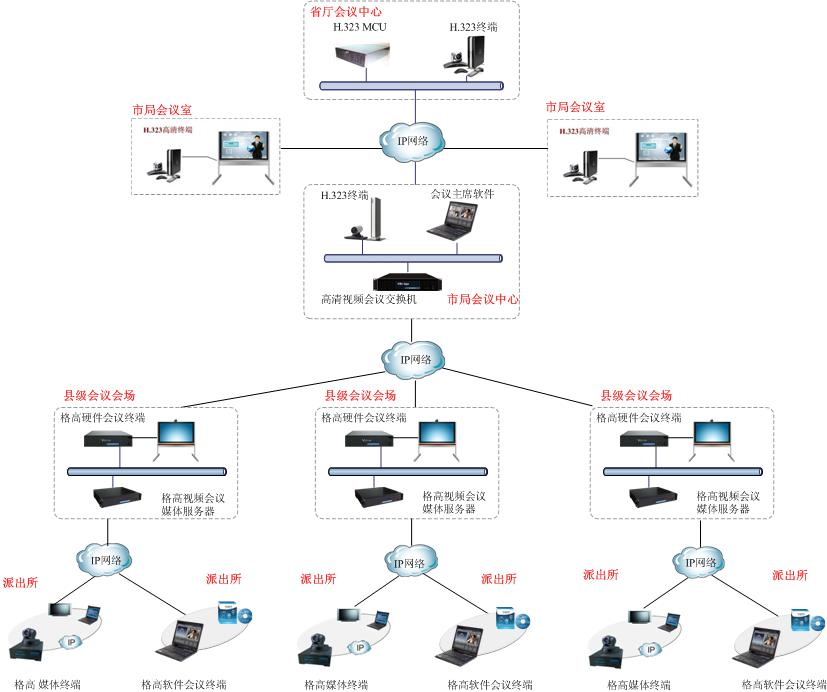 省厅会议中心
H.323 MCU
H.323终端
市局会议室
市局会议室
H.323高清终端
H.323高清终端
IP网络
H.323终端
会议主席软件
高清视频会议交换机
市局会议中心
IP网络
县级会议会场
县级会议会场
县级会议会场
格高硬件会议终端
格高硬件会议终端
格高硬件会议终端
格高视频会议
媒体服务器
格高视频会议
媒体服务器
格高视频会议
媒体服务器
IP网络
IP网络
IP网络
派出所
派出所
派出所
派出所
派出所
派出所
IP
IP
IP
格高 媒体终端
格高软件会议终端
格高媒体终端
格高软件会议终端
格高媒体终端
格高软件会议终端